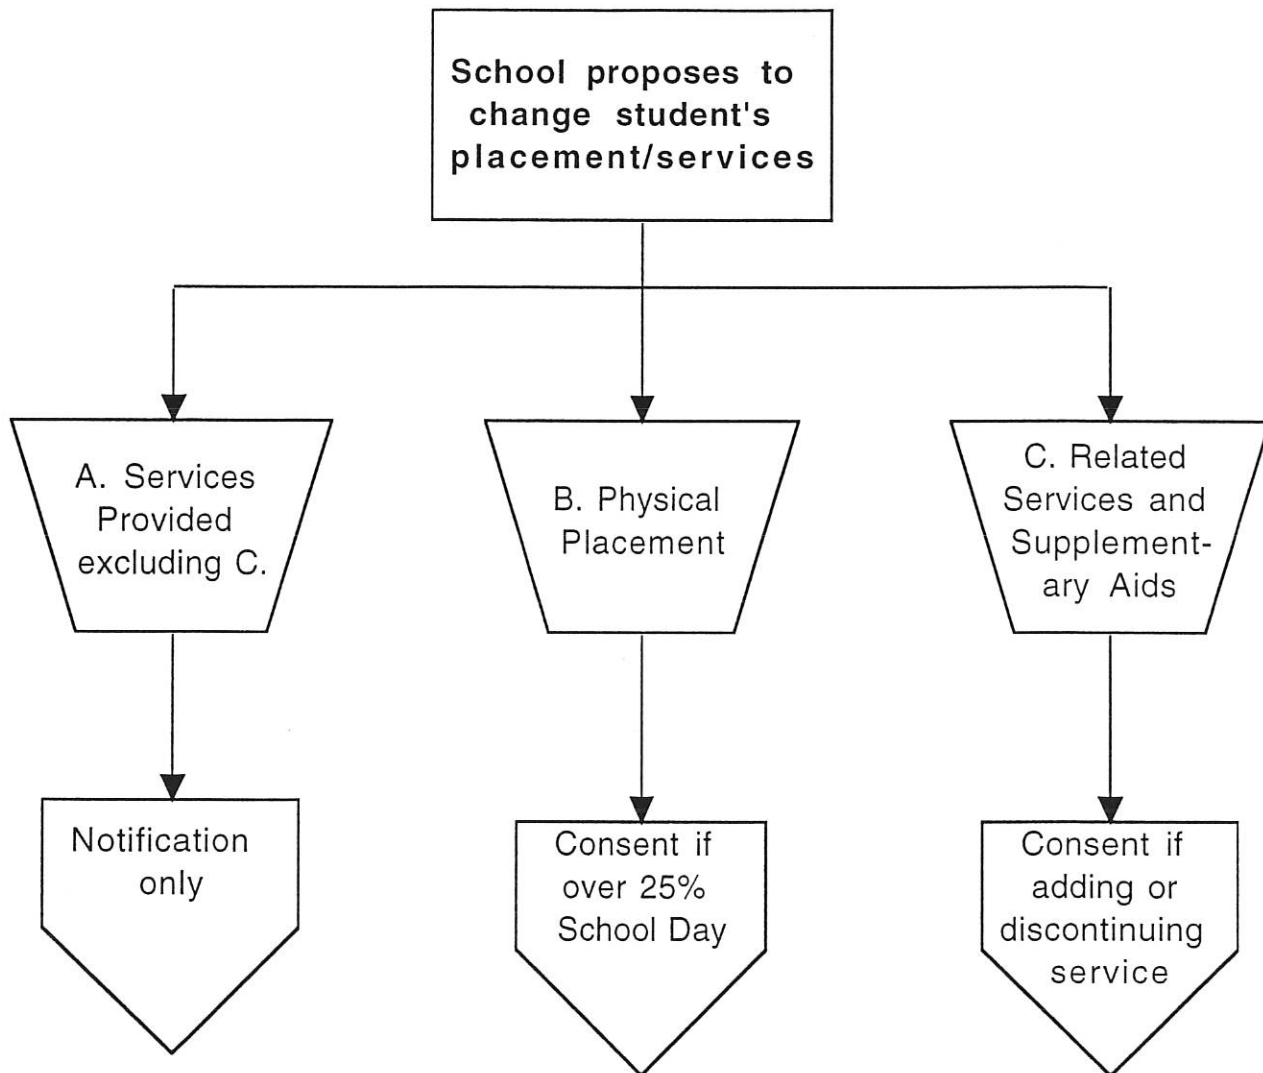 School proposes to
change student's
placement/services
A. Services
Provided
excluding C.
B. Physical
Placement
C. Related
Services and
Supplement-
ary Aids
Notification
only
Consent if
over 25%
School Day
Consent if
adding or
discontinuing
service